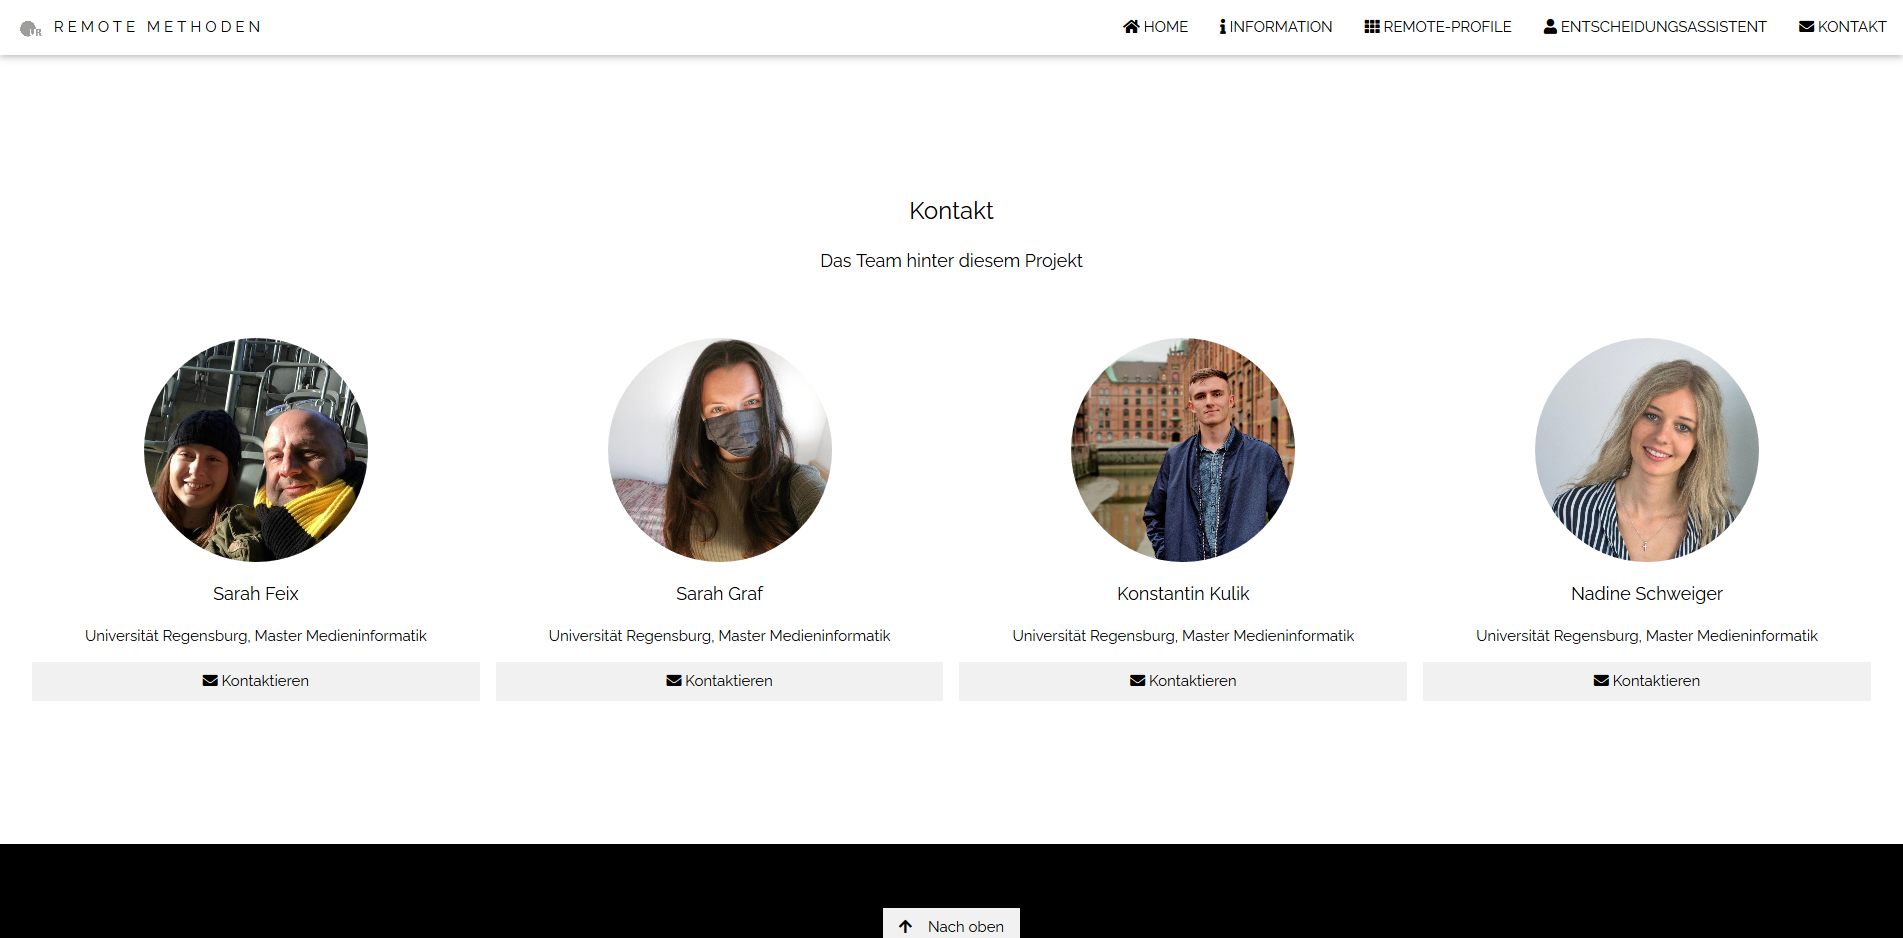 UR REMOTE METHODEN
HOME INFORMATION REMOTE-PROFILE ENTSCHEIDUNGSASSISTENT KONTAKT
Kontakt
Das Team hinter diesem Projekt
Sarah Feix
Universität Regensburg, Master Medieninformatik
Kontaktieren
Sarah Graf
Universität Regensburg, Master Medieninformatik
Kontaktieren
Konstantin Kulik
Universität Regensburg, Master Medieninformatik
Kontaktieren
Nadine Schweiger
Universität Regensburg, Master Medieninformatik
Kontaktieren
Nach oben